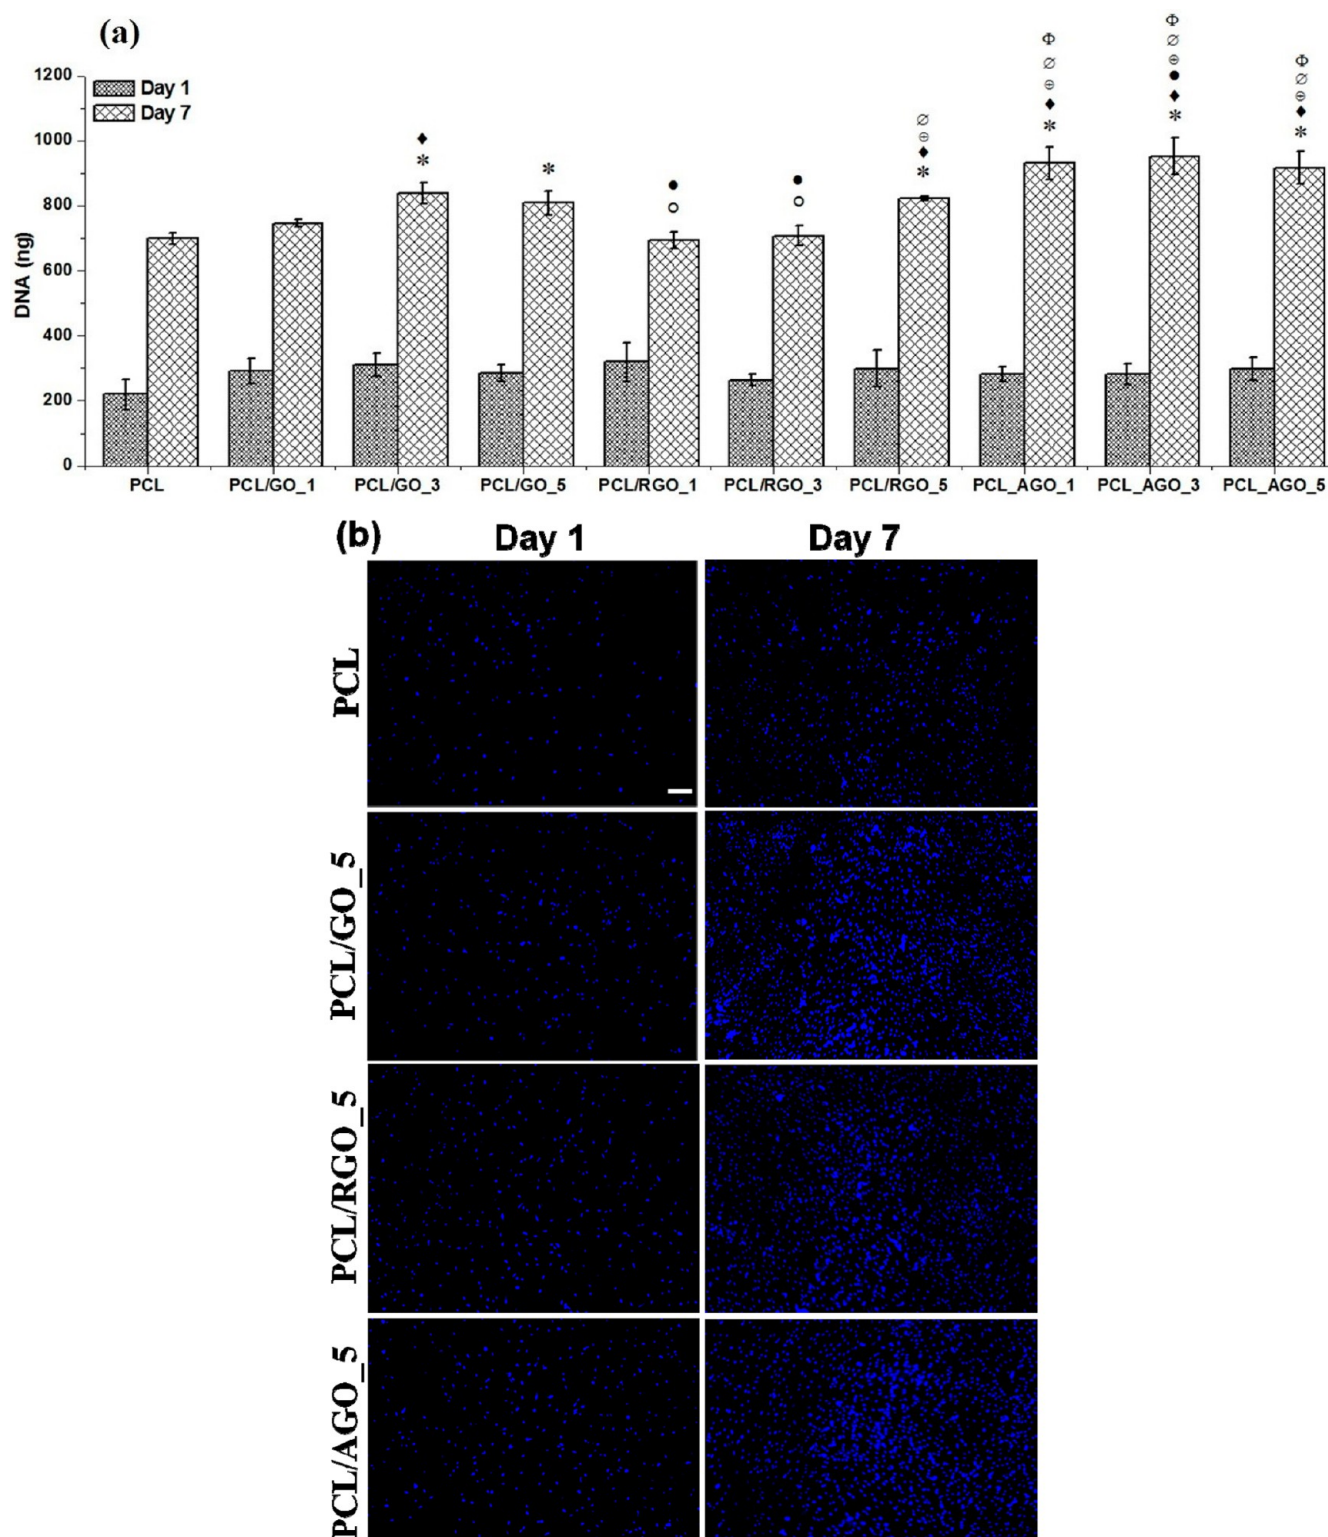 (a)
Day 1
Day 7
DNA (ng)
1200
1000
800
600
400
200
0
Φ
Φ ∅
∅ ⊕ Φ
⊕ ● ∅
∅ ♦ ♦ ⊕
⊕ * * ♦
♦ * ♦ * *
* ● ●
○ ○
PCL PCL/GO_1 PCL/GO_3 PCL/GO_5 PCL/RGO_1 PCL/RGO_3 PCL/RGO_5 PCL_AGO_1 PCL_AGO_3 PCL_AGO_5
(b) Day 1 Day 7
PCL
PCL/GO_5
PCL/RGO_5
PCL/AGO_5